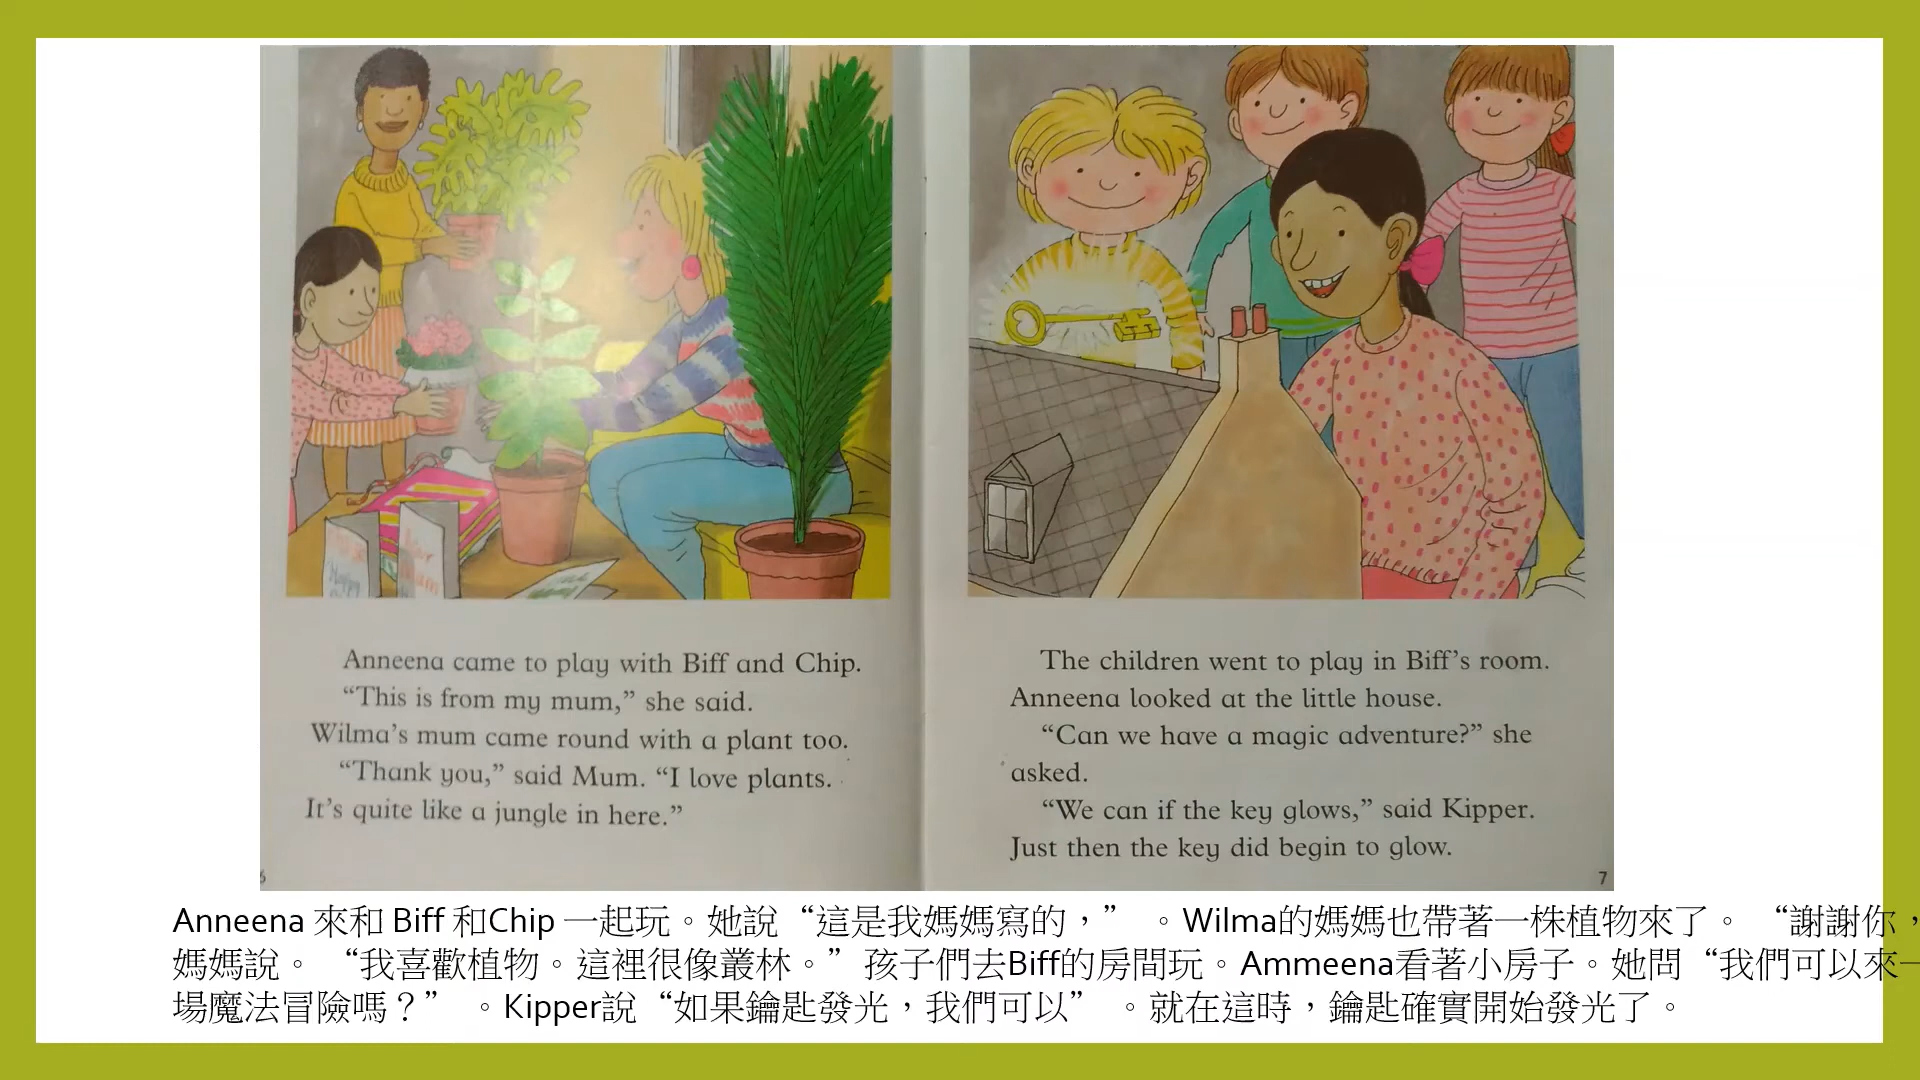 Anneena came to play with Biff and Chip.
“This is from my mum,” she said.
Wilma’s mum came round with a plant too.
“Thank you,” said Mum. “I love plants.
It’s quite like a jungle in here.”
6
The children went to play in Biff’s room.
Anneena looked at the little house.
“Can we have a magic adventure?” she
asked.
“We can if the key glows,” said Kipper.
Just then the key did begin to glow.
7
Anneena 來和 Biff 和Chip 一起玩。她說“這是我媽媽寫的，” 。Wilma的媽媽也帶著一株植物來了。 “謝謝你，
媽媽說。 “我喜歡植物。這裡很像叢林。” 孩子們去Biff的房間玩。Ammeena看著小房子。她問“我們可以來一
場魔法冒險嗎？” 。Kipper說“如果鑰匙發光，我們可以” 。就在這時，鑰匙確實開始發光了。